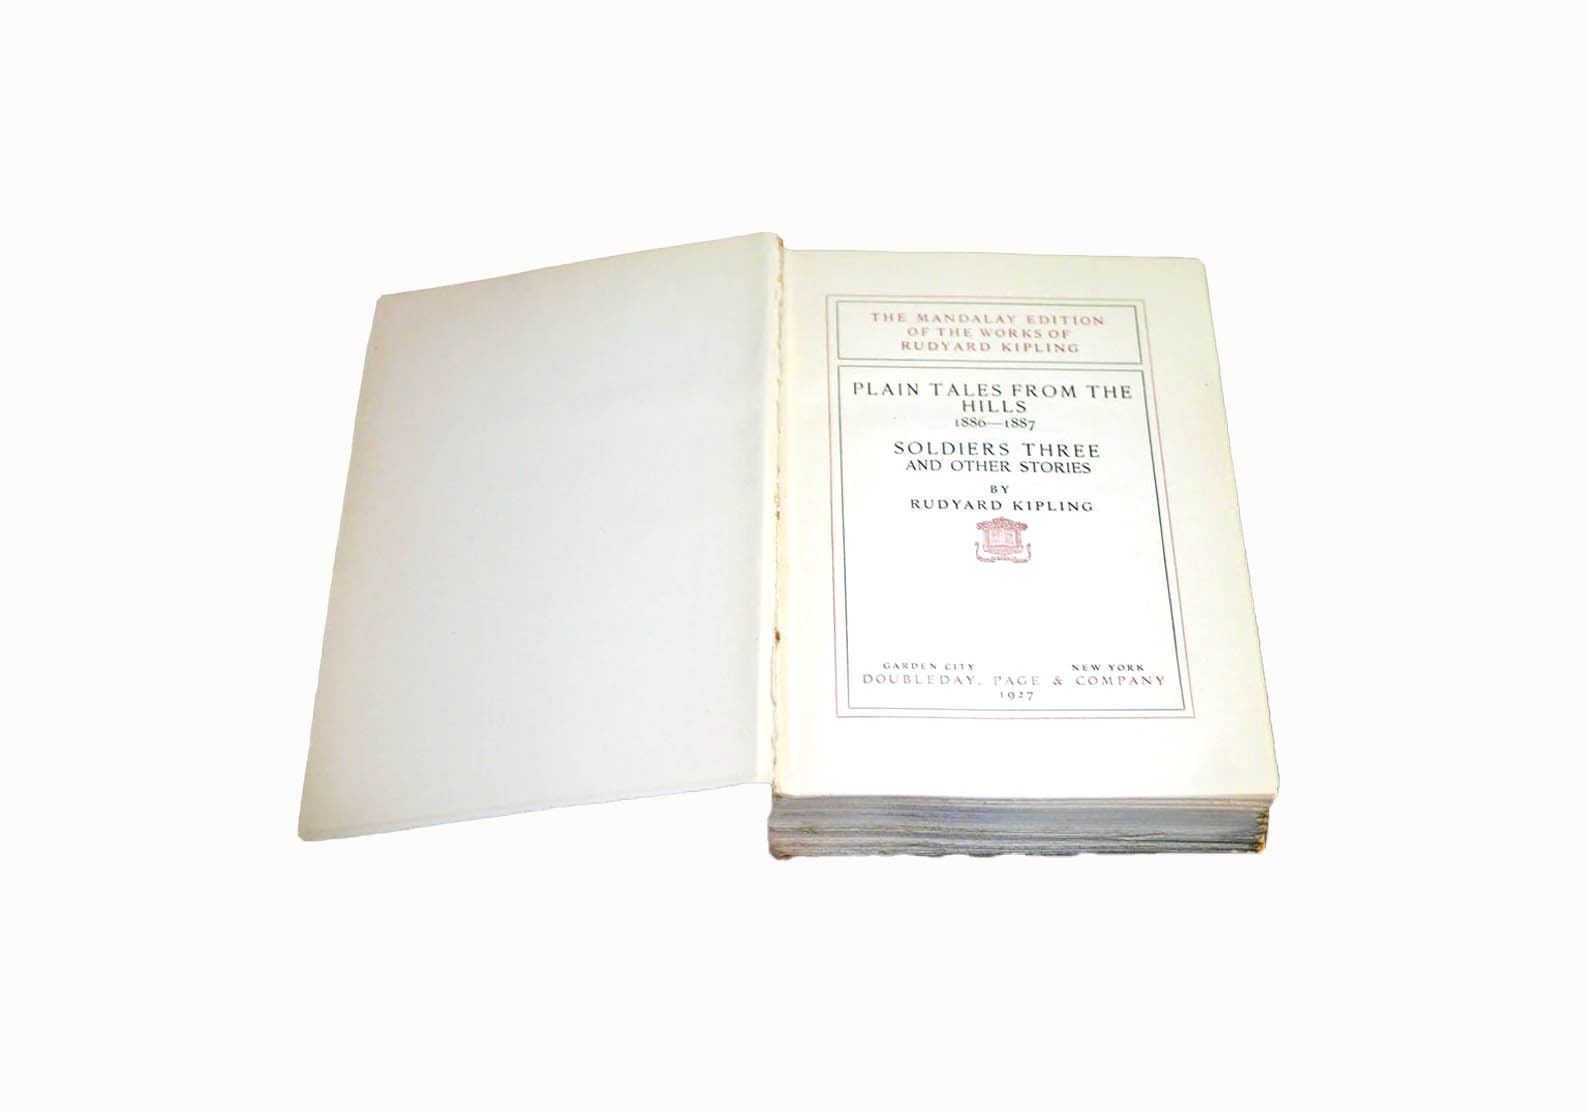 THE MANDALAY EDITION
OF THE WORKS OF
RUDYARD KIPLING
PLAIN TALES FROM THE
HILLS
1886—1887
SOLDIERS THREE
AND OTHER STORIES
BY
RUDYARD KIPLING
GARDEN CITY NEW YORK
DOUBLEDAY, PAGE & COMPANY
1927